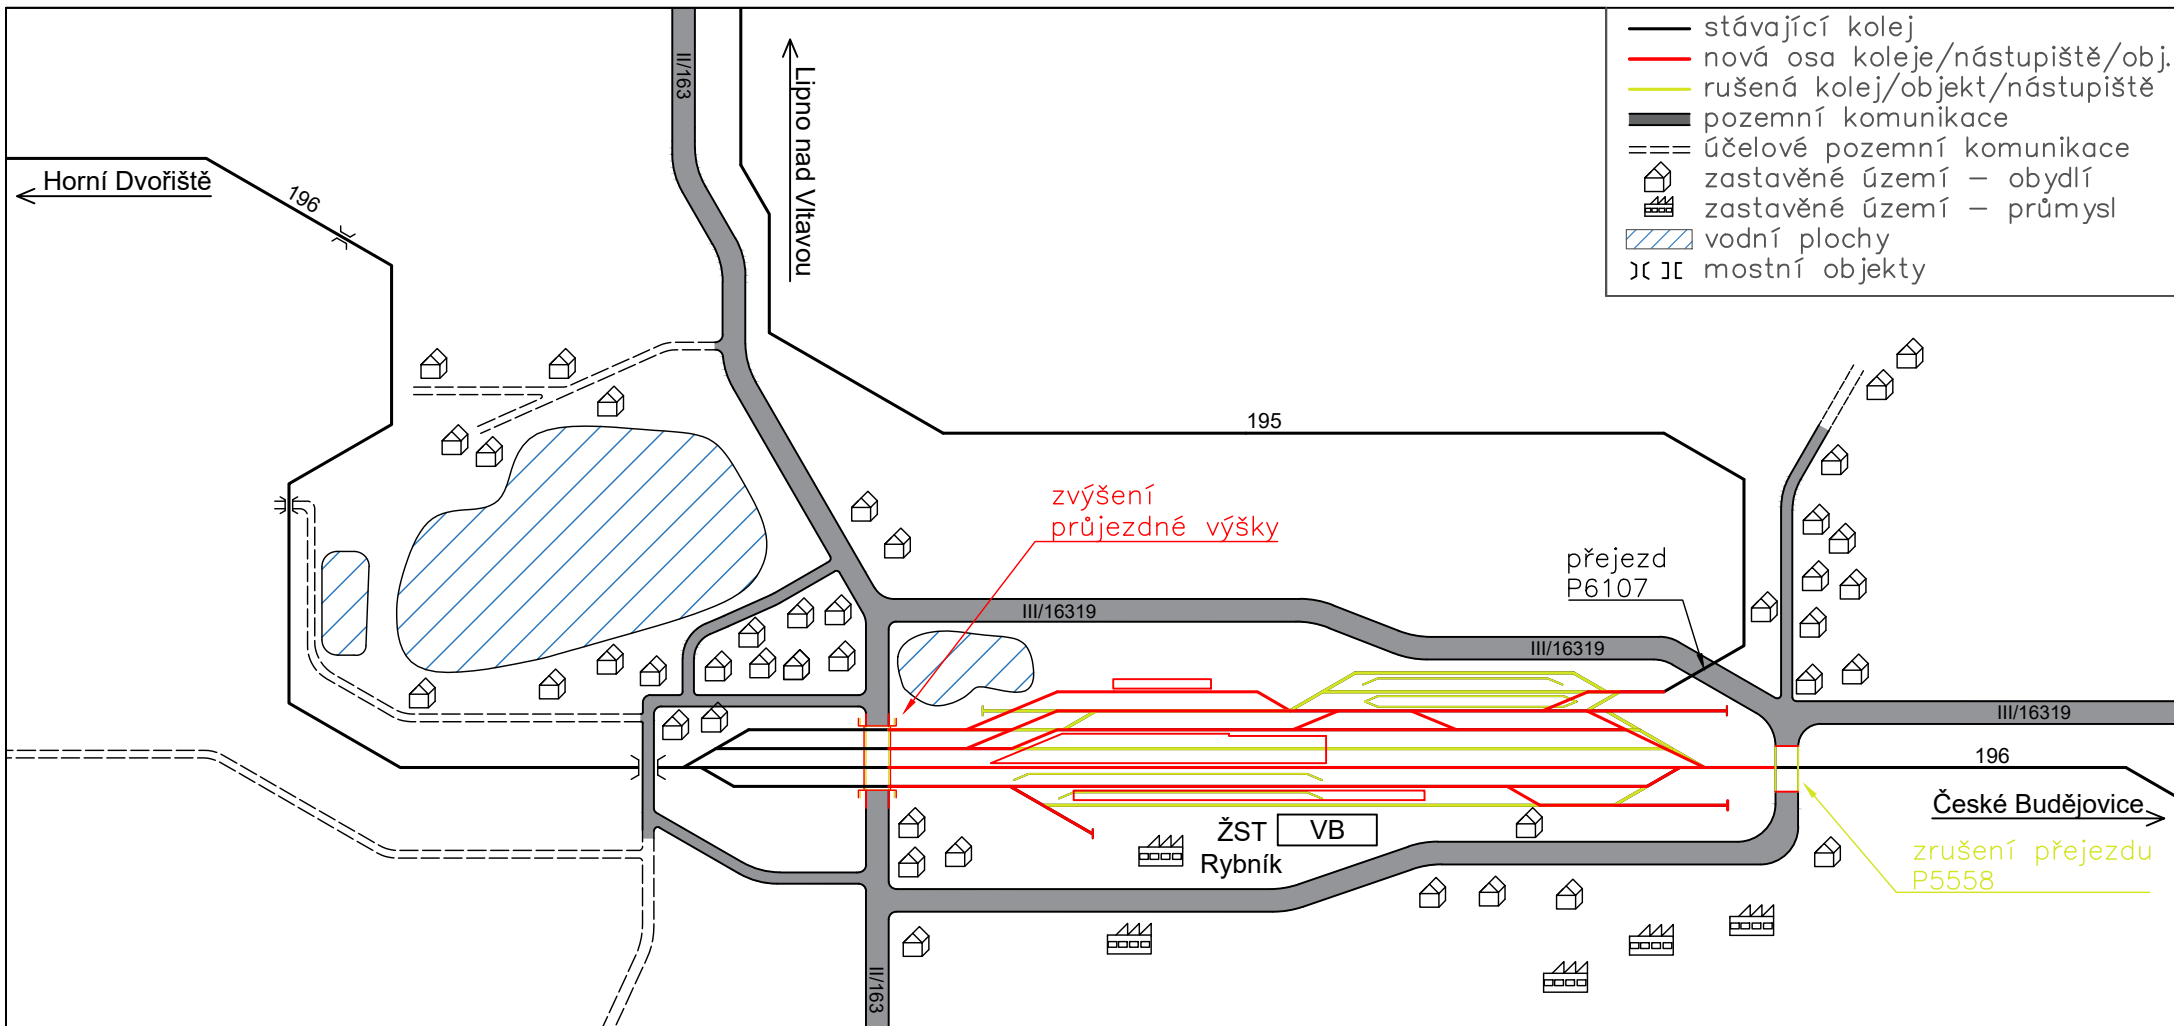 stávající kolej
nová osa koleje/nástupiště/obj.
rušená kolej/objekt/nástupiště
pozemní komunikace
účelové pozemní komunikace
zastavěné území – obydlí
zastavěné území – průmysl
vodní plochy
mostní objekty
II/163
Lipno nad Vltavou
Horní Dvořiště
196
195
zvýšení
průjezdné výšky
přejezd
P6107
III/16319
III/16319
III/16319
196
České Budějovice
zrušení přejezdu
P5558
ŽST
Rybník
VB
II/163